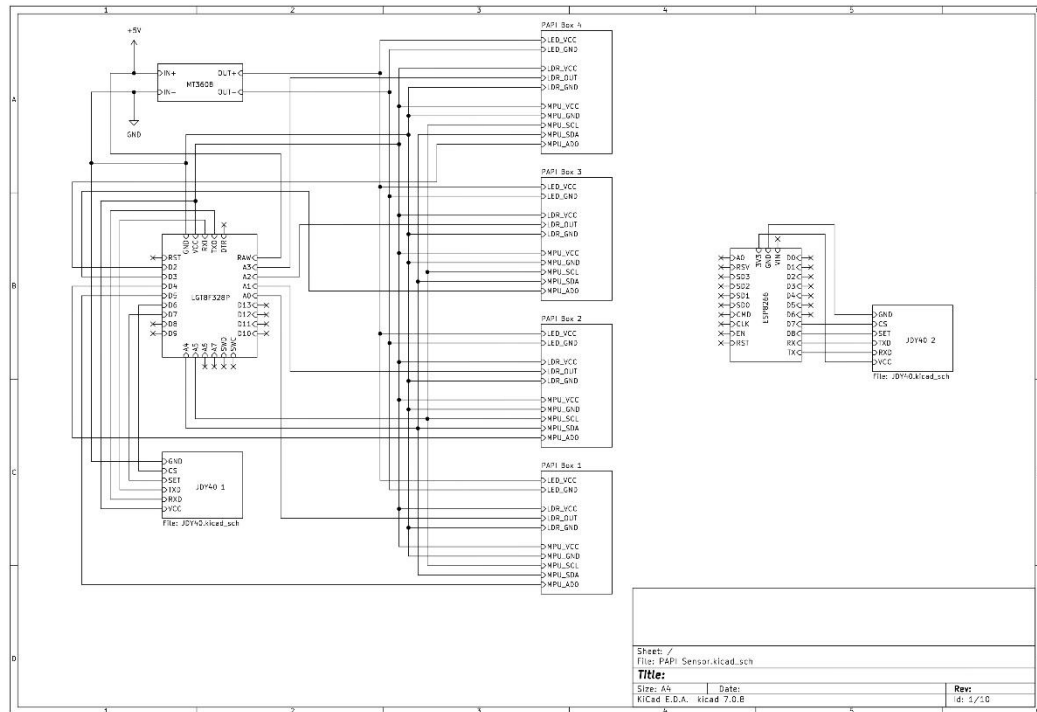 1 2 3 4 5 6
A
B
C
D
+5V
IN+ OUT+
MT3608
IN- OUT-
GND
GND
VCC
RXI
TXO
DTR
RST RAW
D2 A3
D3 A2
D4 A1
D5 A0
D6 D13
D7 D12
D8 D11
D9 D10
LGT8F328P
A4
A5
A6
A7
SWD
SWC
GND
CS
SET
TXD
RXD
VCC
JDY40 1
File: JDY40.kicad_sch
PAPI Box 4
LED_VCC
LED_GND
LDR_VCC
LDR_OUT
LDR_GND
MPU_VCC
MPU_GND
MPU_SCL
MPU_SDA
MPU_AD0
PAPI Box 3
LED_VCC
LED_GND
LDR_VCC
LDR_OUT
LDR_GND
MPU_VCC
MPU_GND
MPU_SCL
MPU_SDA
MPU_AD0
PAPI Box 2
LED_VCC
LED_GND
LDR_VCC
LDR_OUT
LDR_GND
MPU_VCC
MPU_GND
MPU_SCL
MPU_SDA
MPU_AD0
PAPI Box 1
LED_VCC
LED_GND
LDR_VCC
LDR_OUT
LDR_GND
MPU_VCC
MPU_GND
MPU_SCL
MPU_SDA
MPU_AD0
3V3
GND
VIN
A0 D0
RSV D1
SD3 D2
SD2 D3
SD1 D4
SD0 D5
CMD D6
CLK D7
EN D8
RST RX
TX
ESP8266
GND
CS
SET
TXD
RXD
VCC
JDY40 2
File: JDY40.kicad_sch
Sheet: /
File: PAPI Sensor.kicad_sch
Title:
Size: A4 Date: Rev:
KiCad E.D.A. kicad 7.0.8 Id: 1/10
1 2 3 4 5